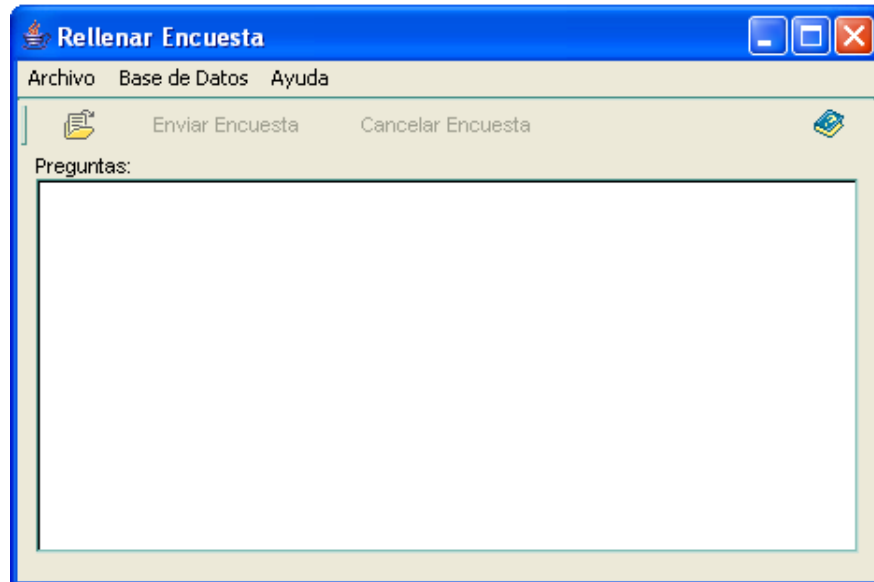 Rellenar Encuesta
Archivo Base de Datos Ayuda
Enviar Encuesta Cancelar Encuesta
Preguntas: